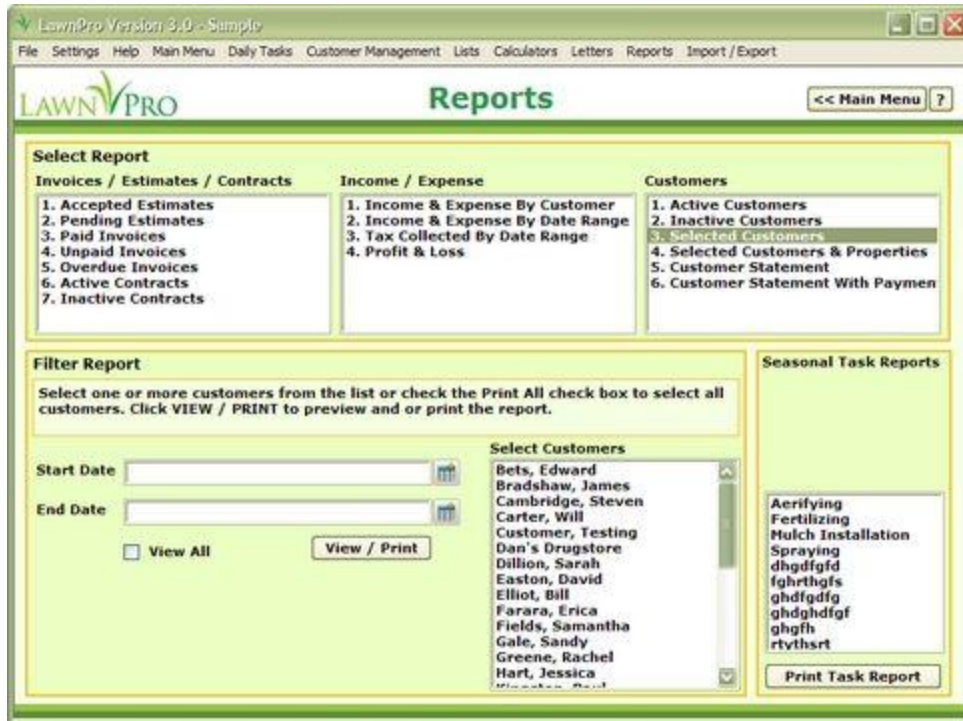 LawnPro Version 3.0 - Sample
File Settings Help Main Menu Daily Tasks Customer Management Lists Calculators Letters Reports Import / Export
LAWNPRO
Reports
<< Main Menu ?
Select Report
Invoices / Estimates / Contracts
1. Accepted Estimates
2. Pending Estimates
3. Paid Invoices
4. Unpaid Invoices
5. Overdue Invoices
6. Active Contracts
7. Inactive Contracts
Income / Expense
1. Income & Expense By Customer
2. Income & Expense By Date Range
3. Tax Collected By Date Range
4. Profit & Loss
Customers
1. Active Customers
2. Inactive Customers
3. Selected Customers
4. Selected Customers & Properties
5. Customer Statement
6. Customer Statement With Paymen
Filter Report
Select one or more customers from the list or check the Print All check box to select all
customers. Click VIEW / PRINT to preview and or print the report.
Start Date
End Date
View All
View / Print
Select Customers
Bets, Edward
Bradshaw, James
Cambridge, Steven
Carter, Will
Customer, Testing
Dan's Drugstore
Dillion, Sarah
Easton, David
Elliot, Bill
Farara, Erica
Fields, Samantha
Gale, Sandy
Greene, Rachel
Hart, Jessica
Seasonal Task Reports
Aerifying
Fertilizing
Mulch Installation
Spraying
dhgdfgfd
fghrthgfs
ghdfgdfg
ghdghdfgf
ghgfh
rtythsrt
Print Task Report